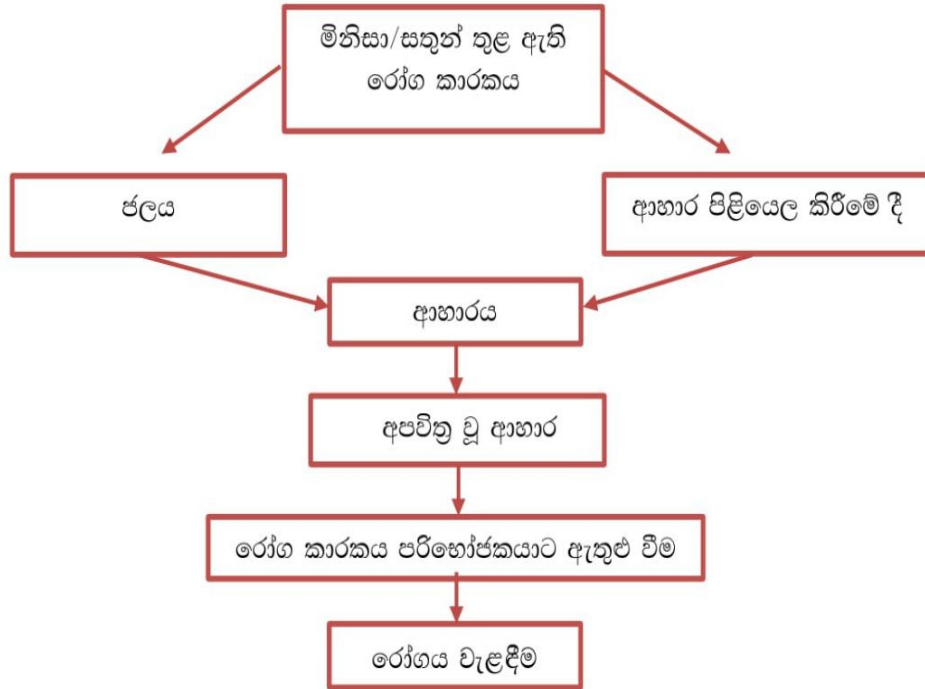 මිනිසා/සතුන් තුළ ඇති
රෝග කාරකය
ජලය
ආහාර පිළියෙල කිරීමේ දී
ආහාරය
අපවිත්‍ර වූ ආහාර
රෝග කාරකය පරිභෝජකයාට ඇතුළු වීම
රෝගය වැළඳීම